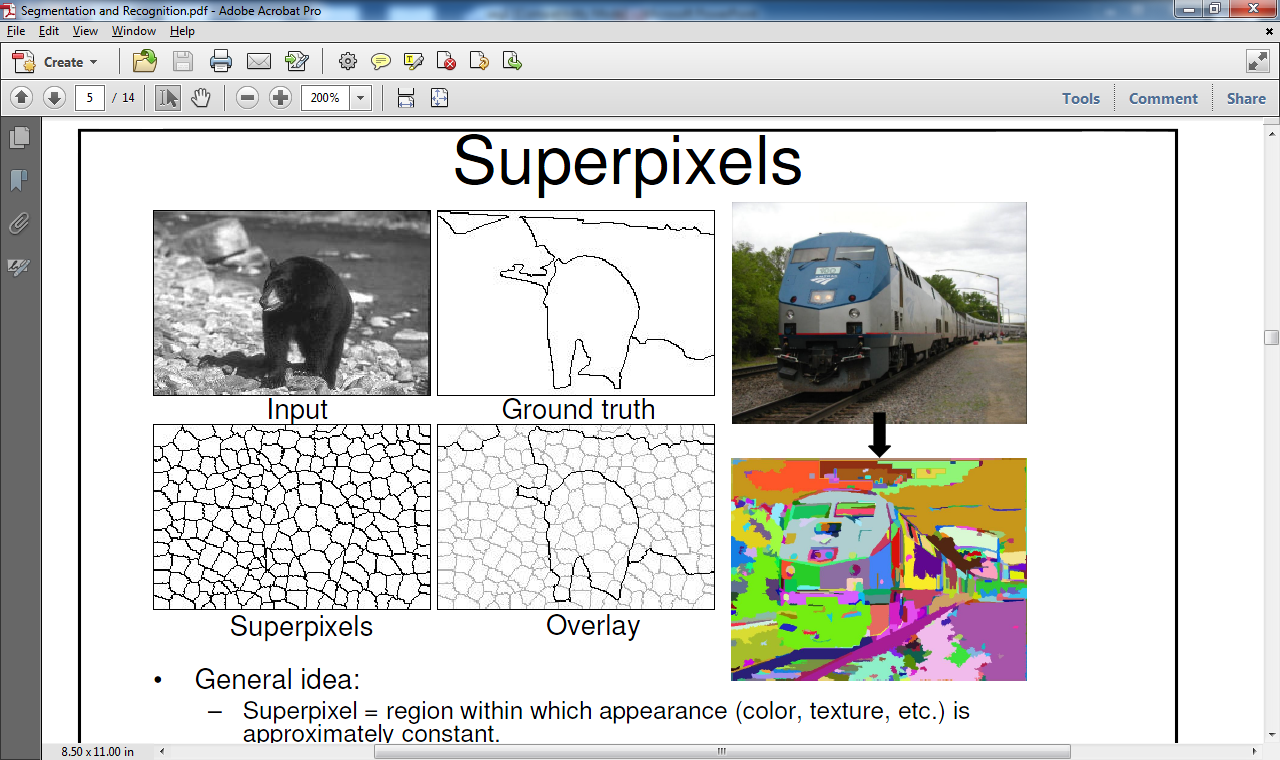 Segmentation and Recognition.pdf - Adobe Acrobat Pro
File Edit View Window Help
Create
5 / 14
200%
Tools Comment Share
Superpixels
Input
Ground truth
Superpixels
Overlay
• General idea:
– Superpixel = region within which appearance (color, texture, etc.) is
approximately constant.
8.50 x 11.00 in